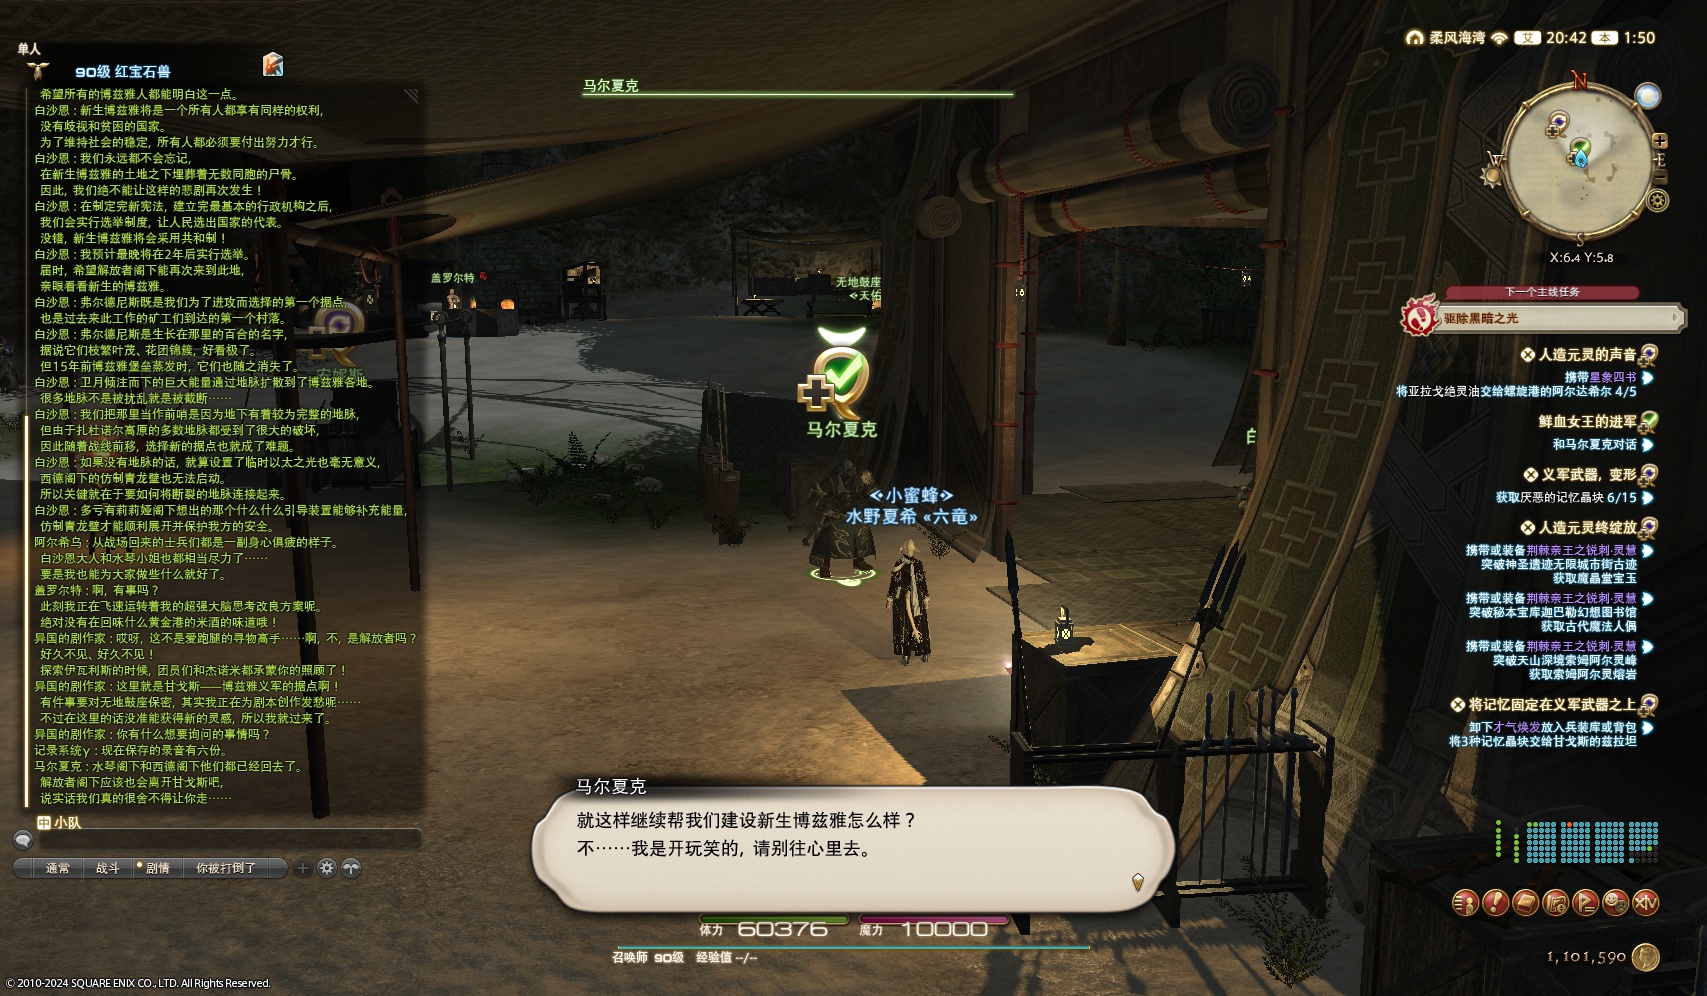 单人
90级 红宝石兽
希望所有的博兹雅人都能明白这一点。
白沙恩：新生博兹雅将是一个所有人都享有同样的权利，
没有歧视和贫困的国家。
为了维持社会的稳定，所有人都必须要付出努力才行。
白沙恩：我们永远都不会忘记，
在新生博兹雅的土地之下埋葬着无数同胞的尸骨。
因此，我们绝不能让这样的悲剧再次发生！
白沙恩：在制定完新宪法，建立完最基本的行政机构之后，
我们会实行选举制度，让人民选出国家的代表。
没错，新生博兹雅将会采用共和制！
白沙恩：我预计最晚将在2年后实行选举。
届时，希望解放者阁下能再次来到此地，
亲眼看看新生的博兹雅。
白沙恩：弗尔德尼斯既是我们为了进攻而选择的第一个据点，
也是过去来此工作的矿工们到达的第一个村落。
白沙恩：弗尔德尼斯是生长在那里的百合的名字，
据说它们枝繁叶茂、花团锦簇，好看极了。
但15年前博兹雅堡垒蒸发时，它们也随之消失了。
白沙恩：卫月倾注而下的巨大能量通过地脉扩散到了博兹雅各地。
很多地脉不是被扰乱就是被截断……
白沙恩：我们把那里当作前哨是因为地下有着较为完整的地脉，
但由于扎杜诺尔高原的多数地脉都受到了很大的破坏，
因此随着战线前移，选择新的据点也就成了难题。
白沙恩：如果没有地脉的话，就算设置了临时以太之光也毫无意义，
西德阁下的仿制青龙壁也无法启动。
所以关键就在于要如何将断裂的地脉连接起来。
白沙恩：多亏有莉莉娅阁下想出的那个什么什么引导装置能够补充能量，
仿制青龙壁才能顺利展开并保护我方的安全。
阿尔希乌：从战场回来的士兵们都是一副身心俱疲的样子。
白沙恩大人和水琴小姐也都相当尽力了……
要是我也能为大家做些什么就好了。
盖罗尔特：啊，有事吗？
此刻我正在飞速运转着我的超强大脑思考改良方案呢。
绝对没有在回味什么黄金港的米酒的味道哦！
异国的剧作家：哎呀，这不是爱跑腿的寻物高手……啊，不，是解放者吗？
好久不见、好久不见！
探索伊瓦利斯的时候，团员们和杰诺米都承蒙你的照顾了！
异国的剧作家：这里就是甘戈斯——博兹雅义军的据点啊！
有件事要对无地鼓座保密，其实我正在为剧本创作发愁呢……
不过在这里的话没准能获得新的灵感，所以我就过来了。
异国的剧作家：你有什么想要询问的事情吗？
记录系统γ：现在保存的录音有六份。
马尔夏克：水琴阁下和西德阁下他们都已经回去了。
解放者阁下应该也会离开甘戈斯吧，
说实话我们真的很舍不得让你走……
小队
通常
战斗
剧情
你被打倒了
马尔夏克
盖罗尔特
无地鼓座
天佑
马尔夏克
白
小蜜蜂
水野夏希 «六竜»
马尔夏克
就这样继续帮我们建设新生博兹雅怎么样？
不……我是开玩笑的，请别往心里去。
体力 60376 魔力 10000
召唤师 90级 经验值 --/--
柔风海湾 艾 20:42 本 1:50
N
W
E
S
X:6.4 Y:5.8
下一个主线任务
驱除黑暗之光
人造元灵的声音
携带星象四书
将亚拉戈绝灵油交给螺旋港的阿尔达希尔 4/5
鲜血女王的进军
和马尔夏克对话
义军武器，变形
获取厌恶的记忆晶块 6/15
人造元灵终绽放
携带或装备荆棘亲王之锐刺·灵慧
突破神圣遗迹无限城市街古迹
获取魔晶堂宝玉
携带或装备荆棘亲王之锐刺·灵慧
突破秘本宝库迦巴勒幻想图书馆
获取古代魔法人偶
携带或装备荆棘亲王之锐刺·灵慧
突破天山深境索姆阿尔灵峰
获取索姆阿尔灵熔岩
将记忆固定在义军武器之上
卸下才气焕发放入兵装库或背包
将3种记忆晶块交给甘戈斯的兹拉坦
XIV
1,101,590
© 2010-2024 SQUARE ENIX CO., LTD. All Rights Reserved.